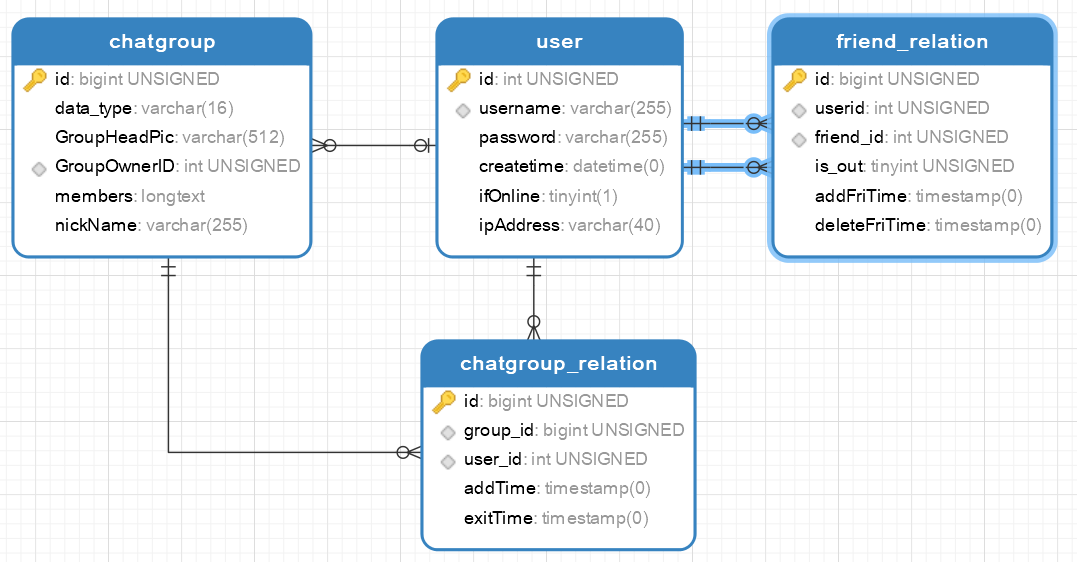 chatgroup
id: bigint UNSIGNED
data_type: varchar(16)
GroupHeadPic: varchar(512)
GroupOwnerID: int UNSIGNED
members: longtext
nickName: varchar(255)
user
id: int UNSIGNED
username: varchar(255)
password: varchar(255)
createtime: datetime(0)
ifOnline: tinyint(1)
ipAddress: varchar(40)
friend_relation
id: bigint UNSIGNED
userid: int UNSIGNED
friend_id: int UNSIGNED
is_out: tinyint UNSIGNED
addFriTime: timestamp(0)
deleteFriTime: timestamp(0)
chatgroup_relation
id: bigint UNSIGNED
group_id: bigint UNSIGNED
user_id: int UNSIGNED
addTime: timestamp(0)
exitTime: timestamp(0)